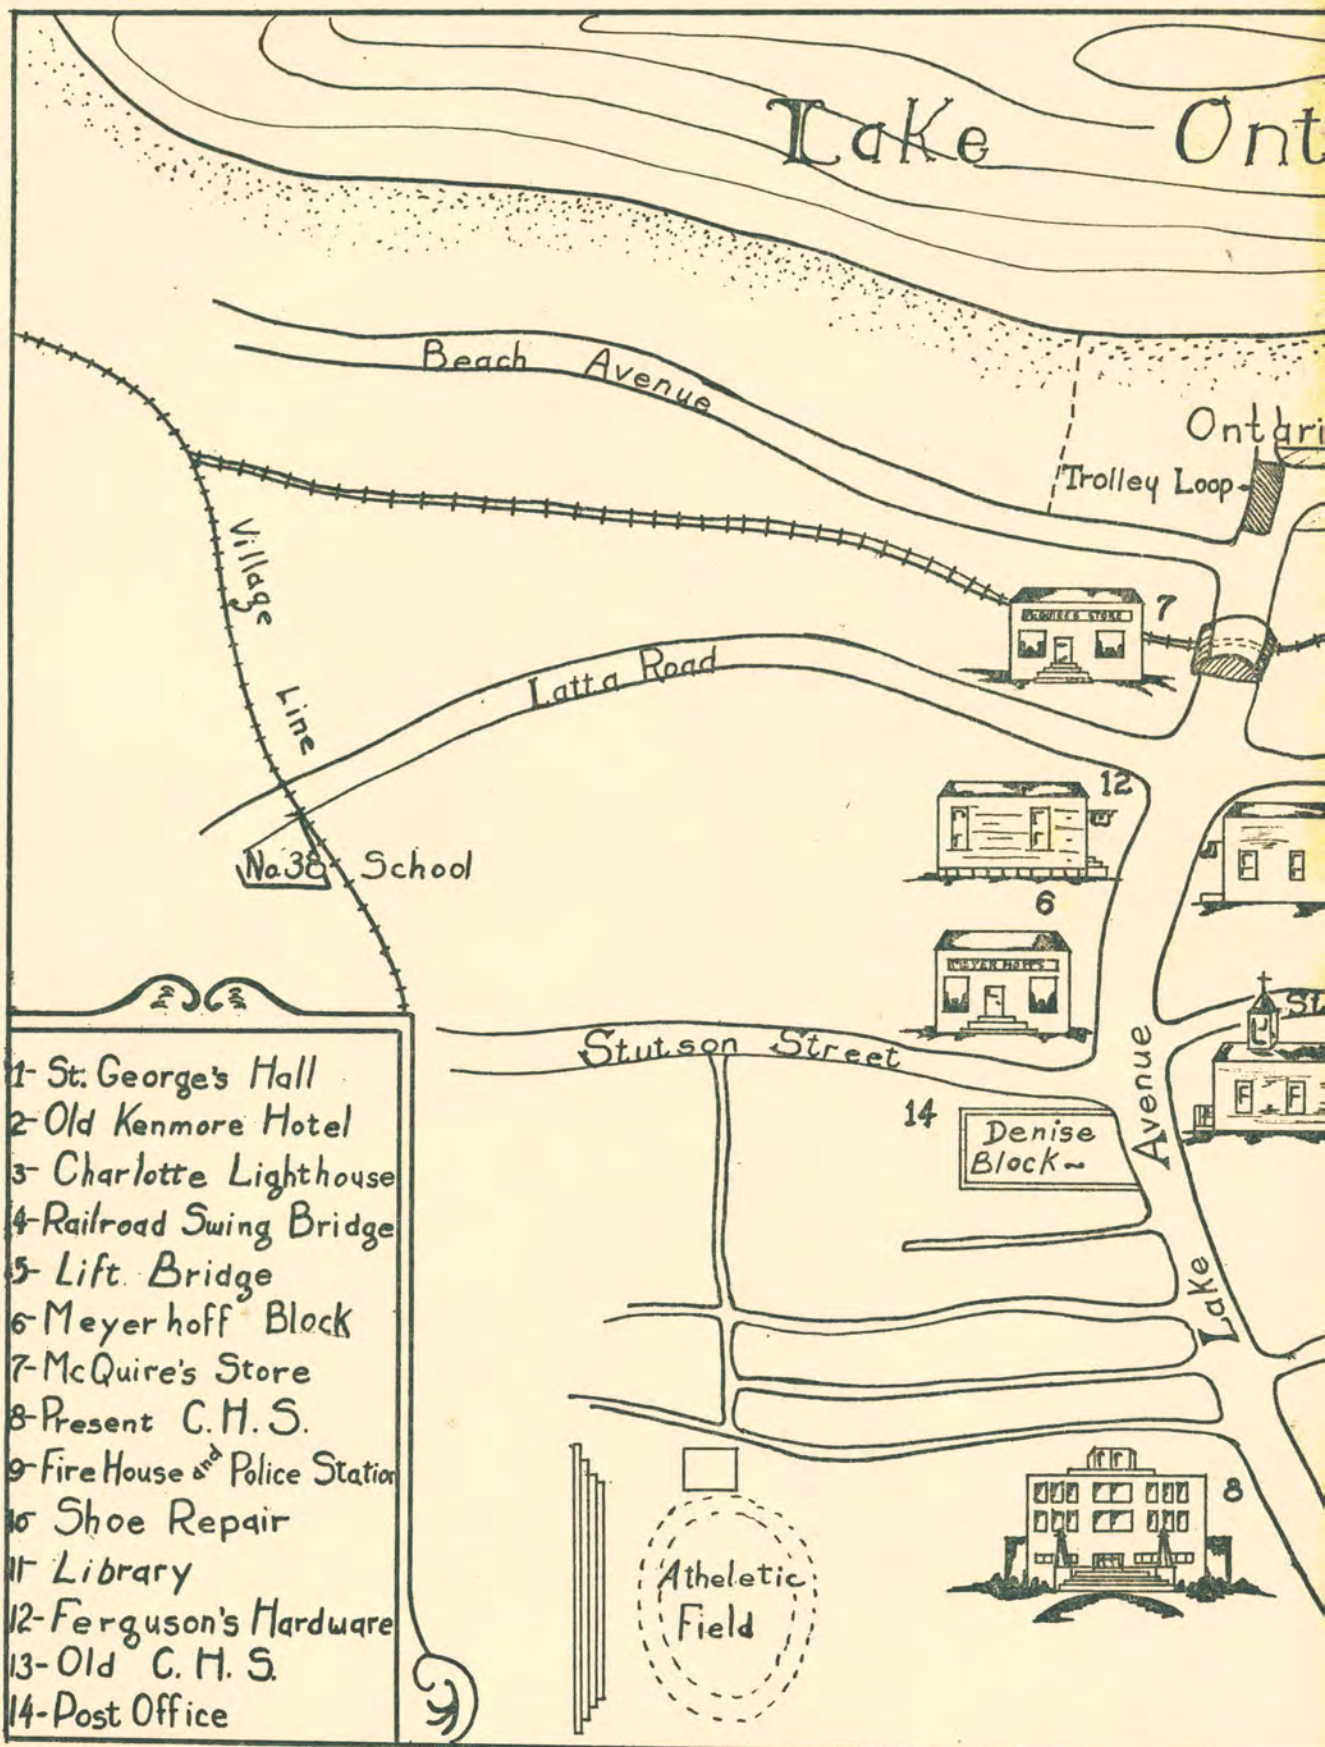 Lake Ont
Beach Avenue
Ontari
Trolley Loop
Village Line
7
Latta Road
12
No. 38 School
6
MEYER HOFF'S
St
Stutson Street
14
Denise
Block ~
Lake Avenue
8
Atheletic
Field
1- St. George's Hall
2- Old Kenmore Hotel
3- Charlotte Lighthouse
4- Railroad Swing Bridge
5- Lift Bridge
6- Meyerhoff Block
7- McQuire's Store
8- Present C. H. S.
9- Fire House and Police Station
10 Shoe Repair
11- Library
12- Ferguson's Hardware
13- Old C. H. S.
14- Post Office